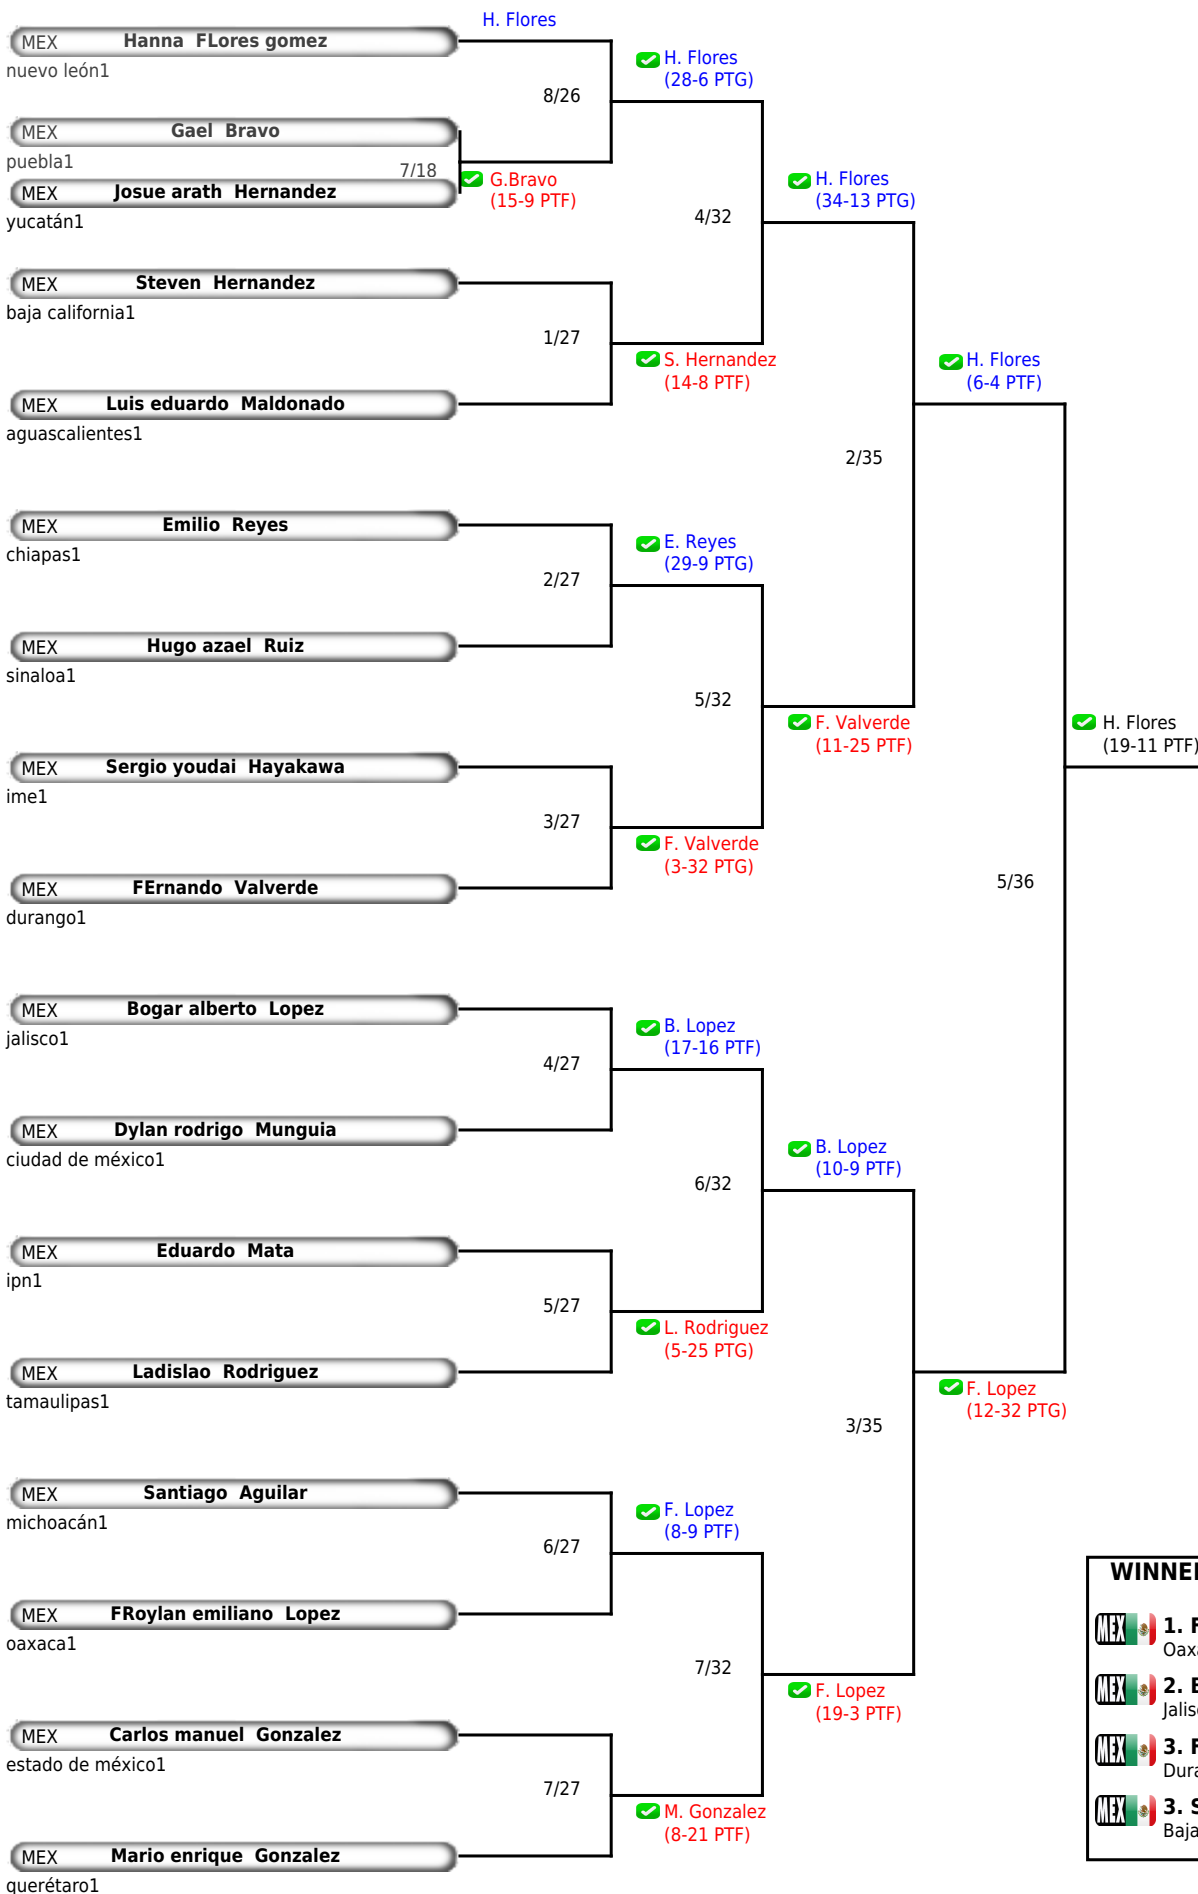 H. Flores
MEX Hanna FLores gomez
nuevo león1
H. Flores
(28-6 PTG)
8/26
MEX Gael Bravo
puebla1
7/18
G.Bravo
(15-9 PTF)
MEX Josue arath Hernandez
yucatán1
H. Flores
(34-13 PTG)
4/32
MEX Steven Hernandez
baja california1
1/27
S. Hernandez
(14-8 PTF)
H. Flores
(6-4 PTF)
MEX Luis eduardo Maldonado
aguascalientes1
2/35
MEX Emilio Reyes
chiapas1
E. Reyes
(29-9 PTG)
2/27
MEX Hugo azael Ruiz
sinaloa1
5/32
F. Valverde
(11-25 PTF)
H. Flores
(19-11 PTF)
MEX Sergio youdai Hayakawa
ime1
3/27
F. Valverde
(3-32 PTG)
MEX FErnando Valverde
durango1
5/36
MEX Bogar alberto Lopez
jalisco1
B. Lopez
(17-16 PTF)
4/27
MEX Dylan rodrigo Munguia
ciudad de méxico1
B. Lopez
(10-9 PTF)
6/32
MEX Eduardo Mata
ipn1
5/27
L. Rodriguez
(5-25 PTG)
MEX Ladislao Rodriguez
tamaulipas1
F. Lopez
(12-32 PTG)
3/35
MEX Santiago Aguilar
michoacán1
F. Lopez
(8-9 PTF)
6/27
MEX FRoylan emiliano Lopez
oaxaca1
7/32
F. Lopez
(19-3 PTF)
MEX Carlos manuel Gonzalez
estado de méxico1
7/27
M. Gonzalez
(8-21 PTF)
MEX Mario enrique Gonzalez
querétaro1
MEX 1.
MEX 2.
MEX 3.
MEX 3.
Baja